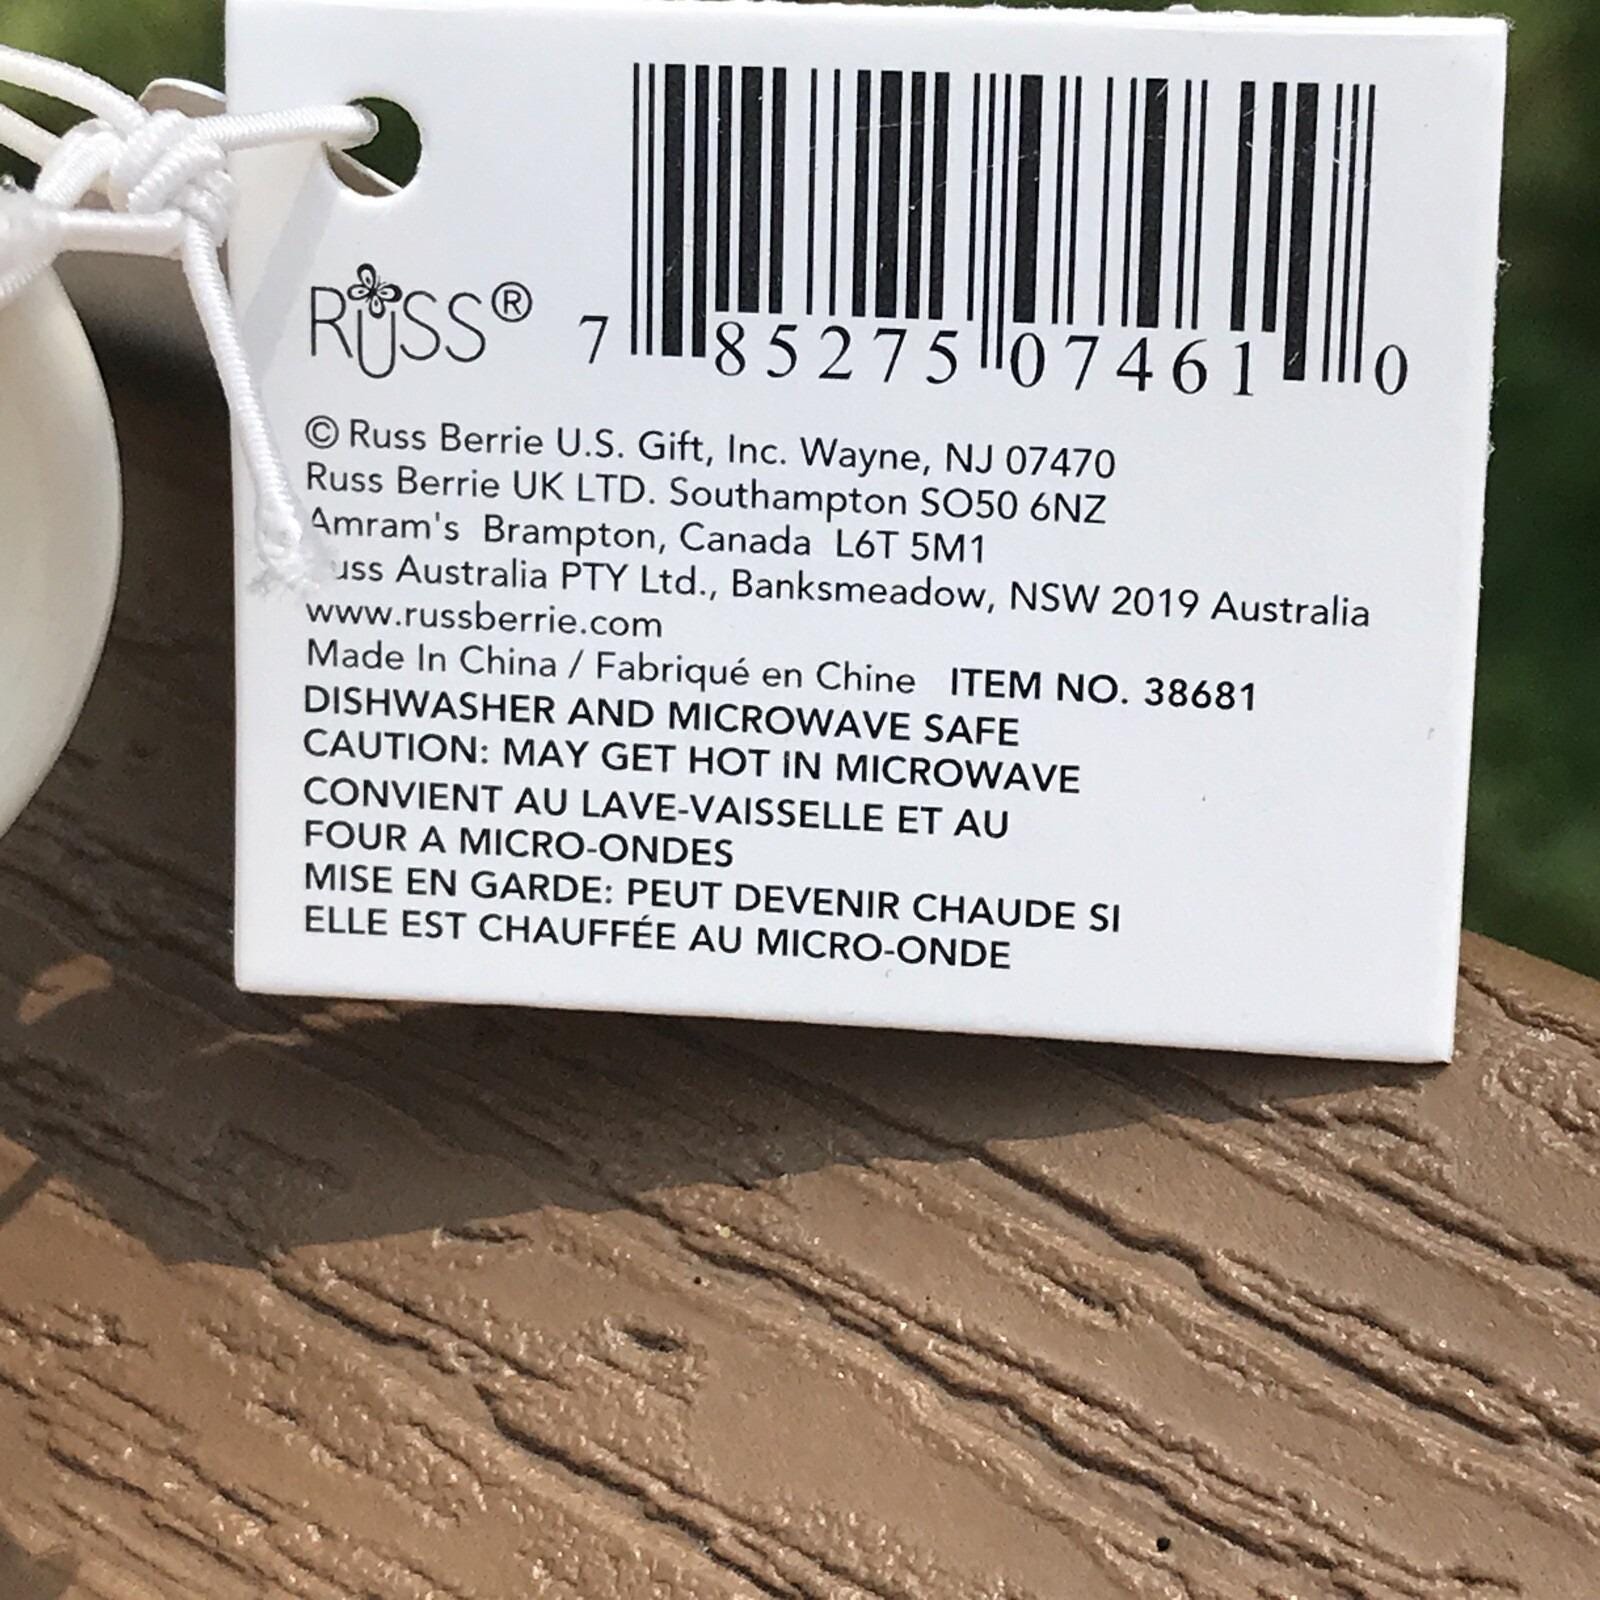 RUSS®
7 85275 07461 0
© Russ Berrie U.S. Gift, Inc. Wayne, NJ 07470
Russ Berrie UK LTD. Southampton SO50 6NZ
Amram's Brampton, Canada L6T 5M1
Russ Australia PTY Ltd., Banksmeadow, NSW 2019 Australia
www.russberrie.com
Made In China / Fabriqué en Chine ITEM NO. 38681
DISHWASHER AND MICROWAVE SAFE
CAUTION: MAY GET HOT IN MICROWAVE
CONVIENT AU LAVE-VAISSELLE ET AU
FOUR A MICRO-ONDES
MISE EN GARDE: PEUT DEVENIR CHAUDE SI
ELLE EST CHAUFFÉE AU MICRO-ONDE